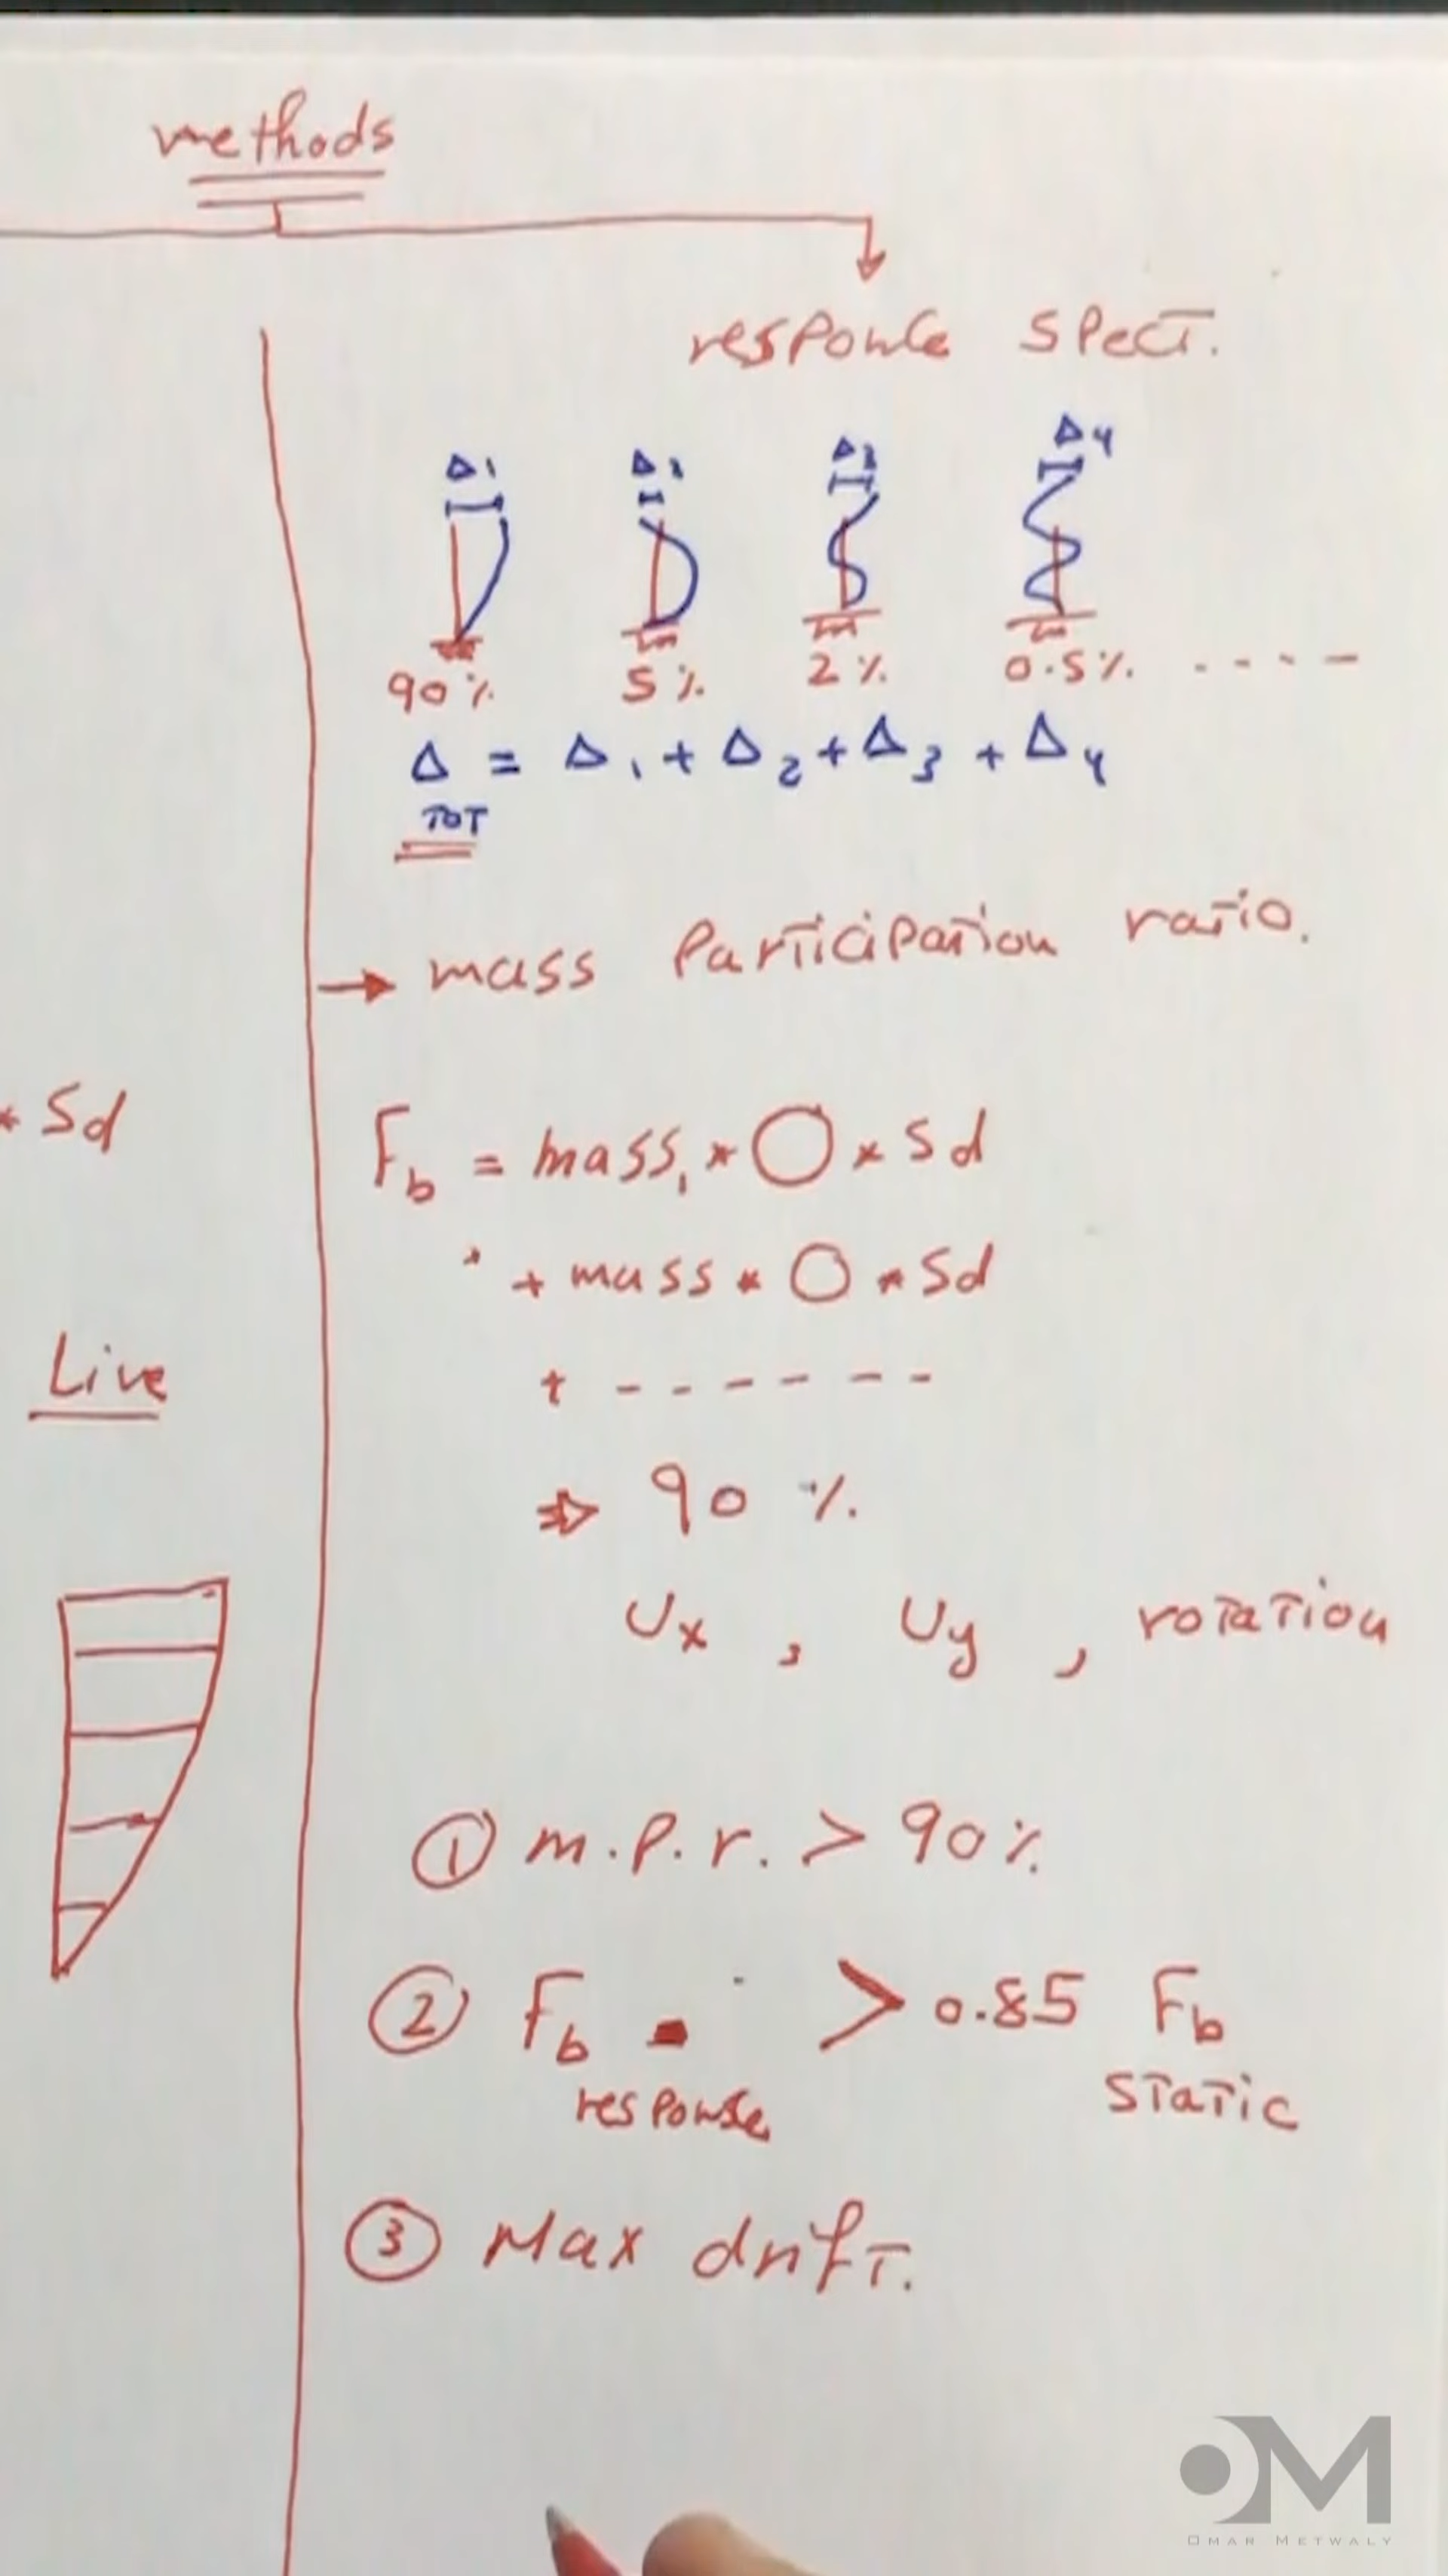 methods
response spect.
Δ1 Δ2 Δ3 Δ4
90% 5% 2% 0.5% ----
Δ = Δ1 + Δ2 + Δ3 + Δ4
TOT
→ mass participation ratio.
* Sd
Fb = mass1 * O * Sd
+ mass * O * Sd
Live
+ -------
⇒ 90 %
Ux , Uy , rotation
① m.p.r. > 90%
② Fb > 0.85 Fb
response static
③ Max drift.
OM
OMAR METWALY